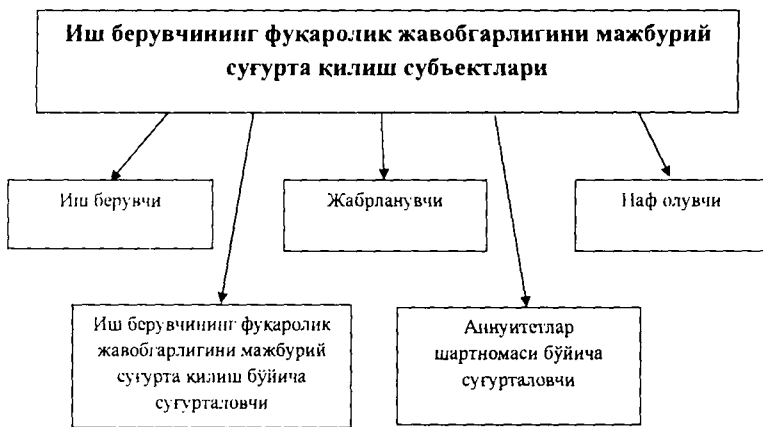 Иш берувчининг фуқаролик жавобгарлигини мажбурий
суғурта қилиш субъектлари
Иш берувчи
Жабрланувчи
Наф олувчи
Иш берувчининг фуқаролик
жавобгарлигини мажбурий
суғурта қилиш бўйича
суғурталовчи
Аннуитетлар
шартномаси бўйича
суғурталовчи